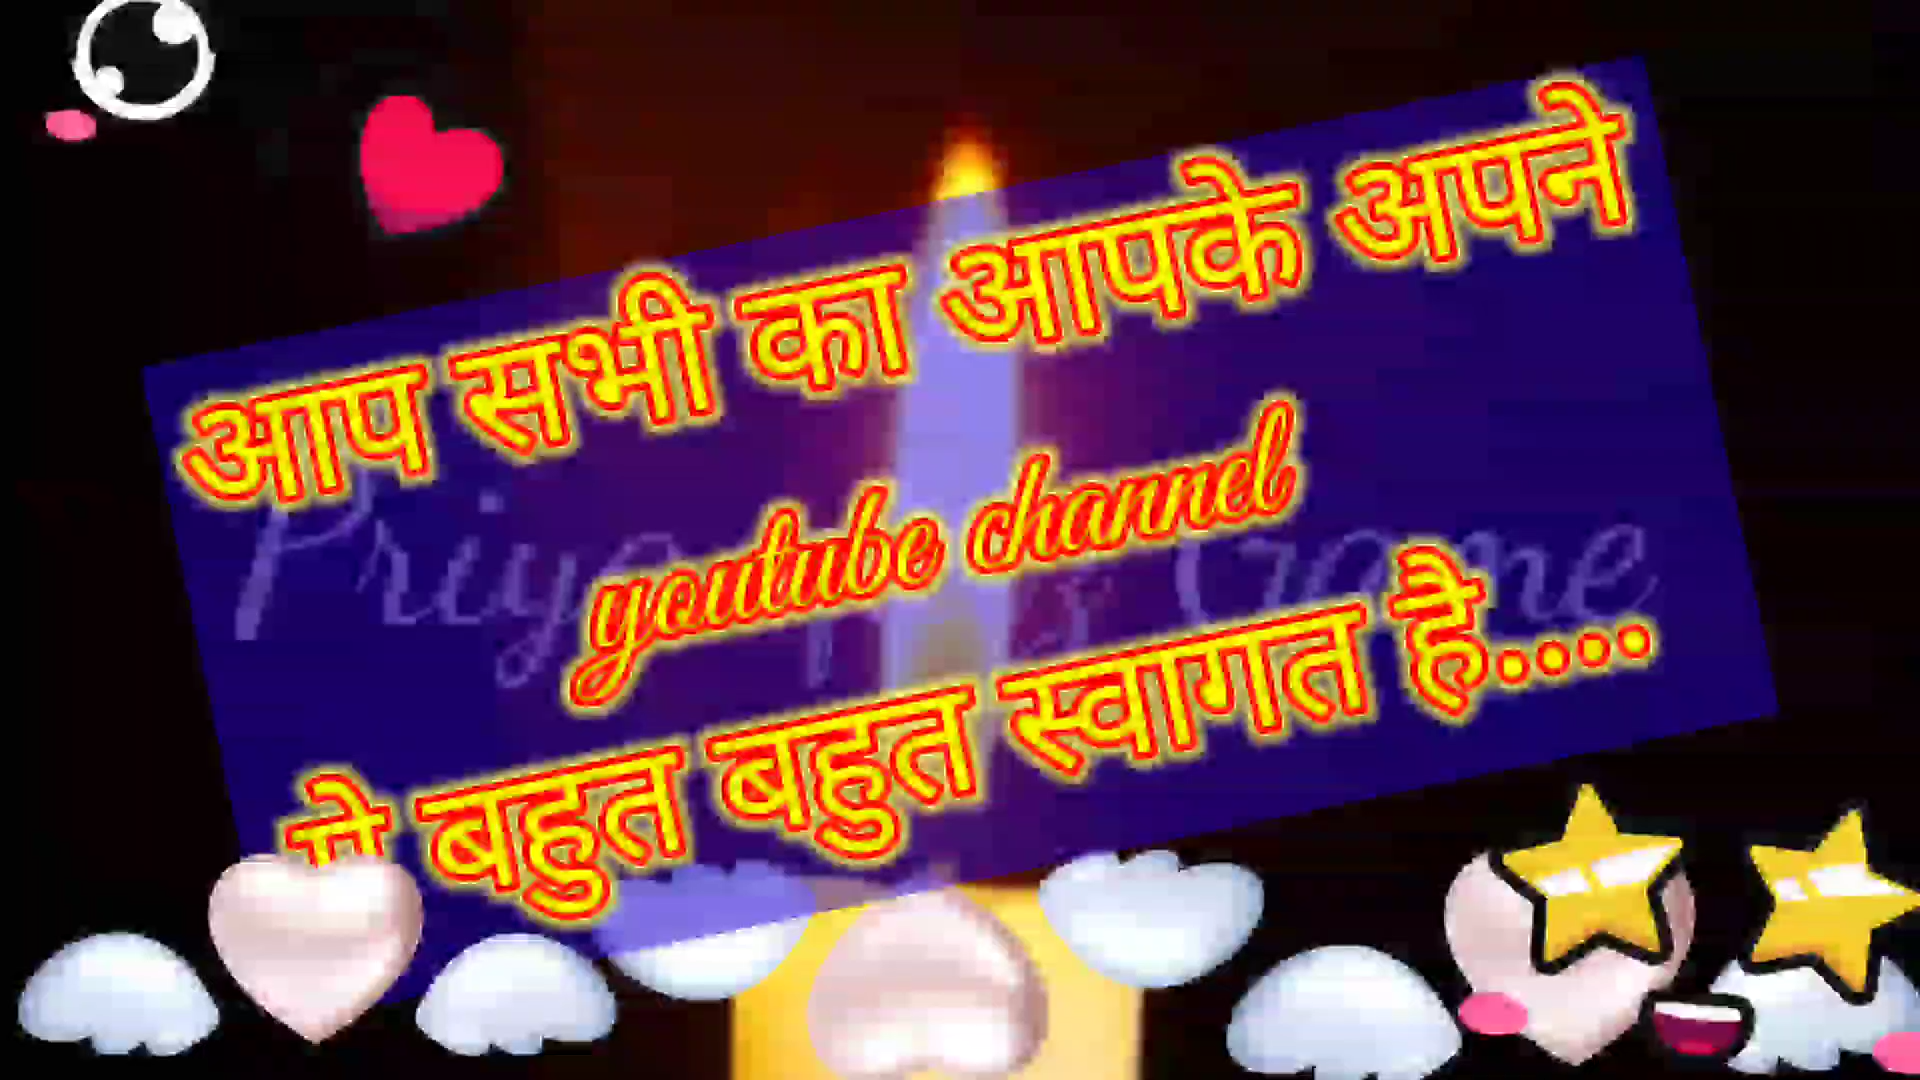 आप सभी का आपके अपने
youtube channel
मे बहुत बहुत स्वागत है....